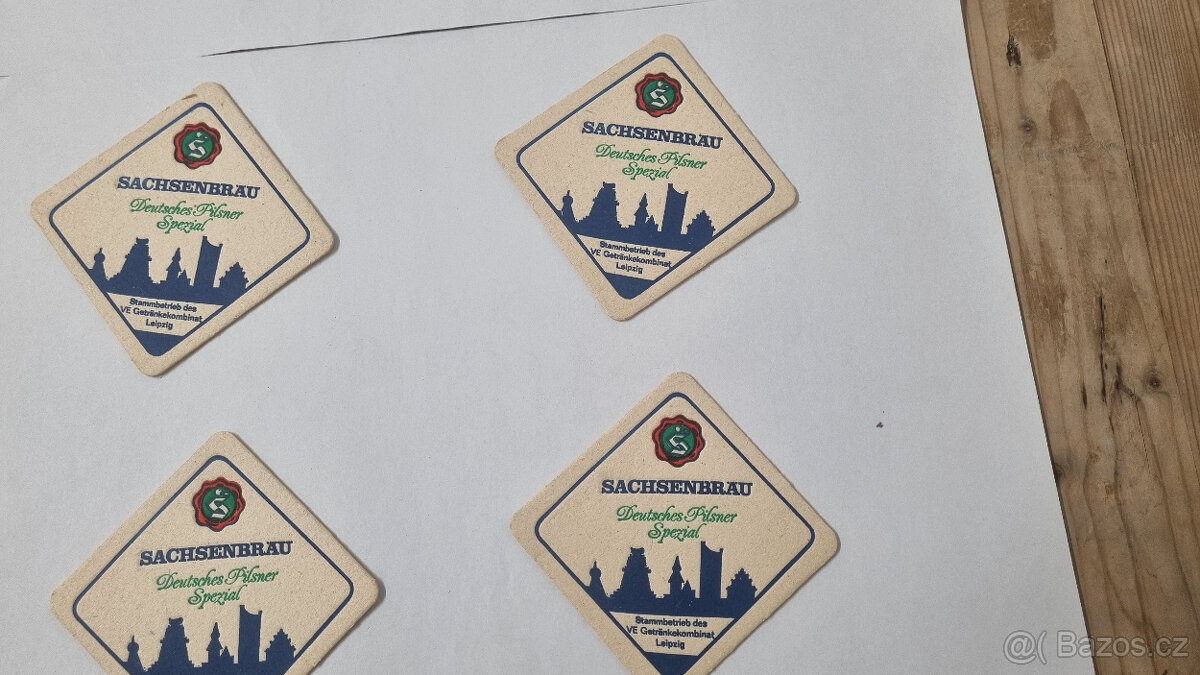 S
SACHSENBRÄU
Deutsches Pilsner
Spezial
Stammbetrieb des
VE Getränkekombinat
Leipzig
S
SACHSENBRÄU
Deutsches Pilsner
Spezial
Stammbetrieb des
VE Getränkekombinat
Leipzig
S
SACHSENBRÄU
Deutsches Pilsner
Spezial
S
SACHSENBRÄU
Deutsches Pilsner
Spezial
Stammbetrieb des
VE Getränkekombinat
Leipzig
@( Bazos.cz